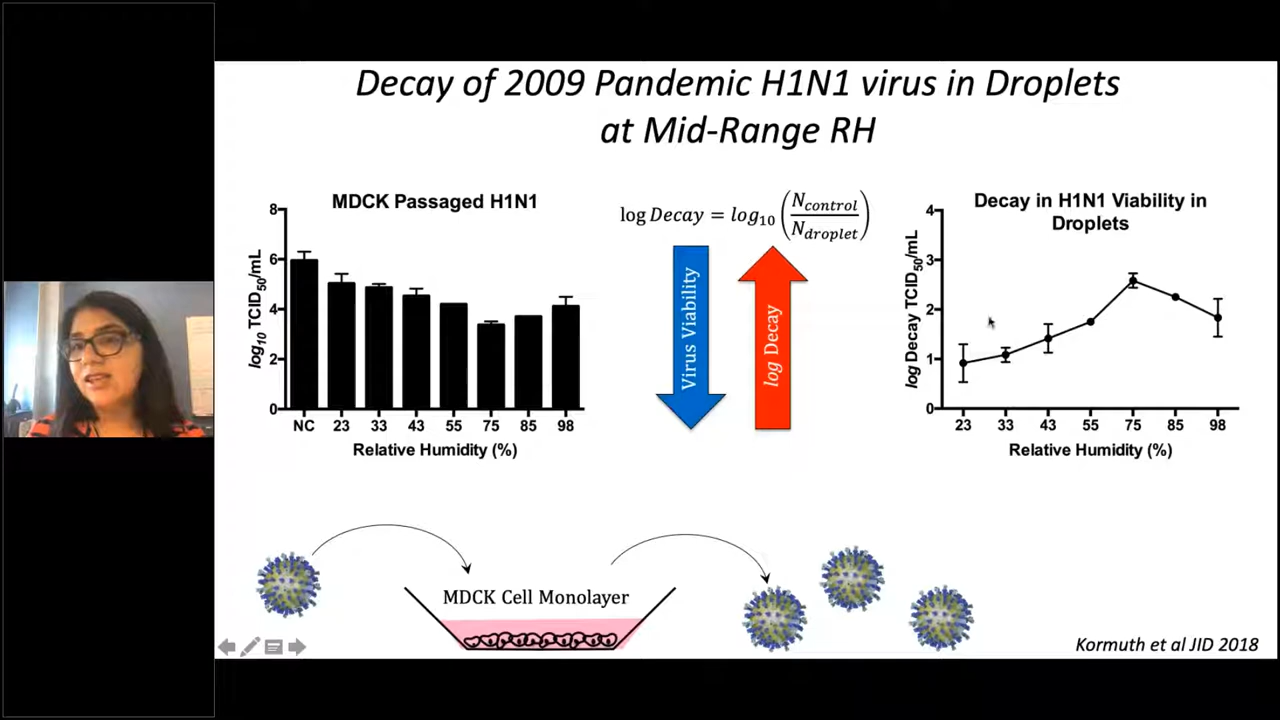 Decay of 2009 Pandemic H1N1 virus in Droplets
at Mid-Range RH
MDCK Passaged H1N1
log10 TCID50/mL
8
6
4
2
0
NC 23 33 43 55 75 85 98
Relative Humidity (%)
log Decay = log10 (Ncontrol / Ndroplet)
Virus Viability
log Decay
Decay in H1N1 Viability in
Droplets
log Decay TCID50/mL
4
3
2
1
0
23 33 43 55 75 85 98
Relative Humidity (%)
MDCK Cell Monolayer
Kormuth et al JID 2018